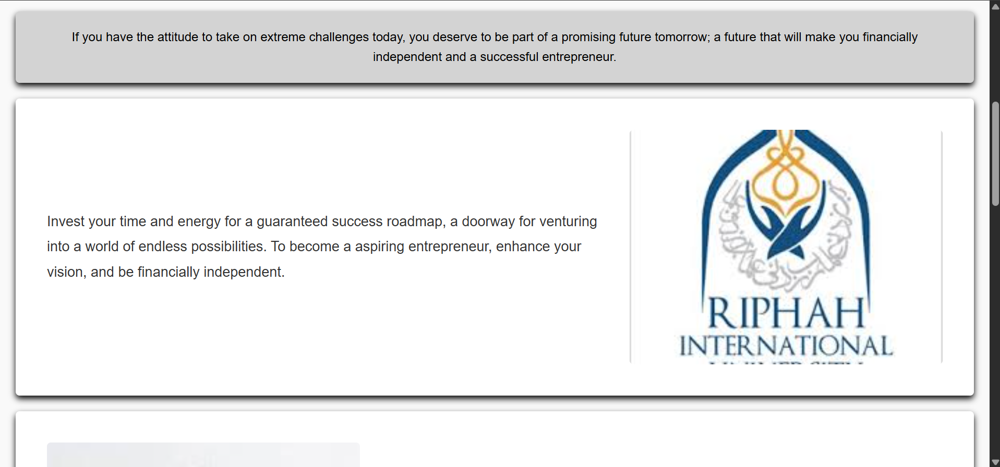 If you have the attitude to take on extreme challenges today, you deserve to be part of a promising future tomorrow; a future that will make you financially
independent and a successful entrepreneur.
Invest your time and energy for a guaranteed success roadmap, a doorway for venturing
into a world of endless possibilities. To become a aspiring entrepreneur, enhance your
vision, and be financially independent.
RIPHAH
INTERNATIONAL